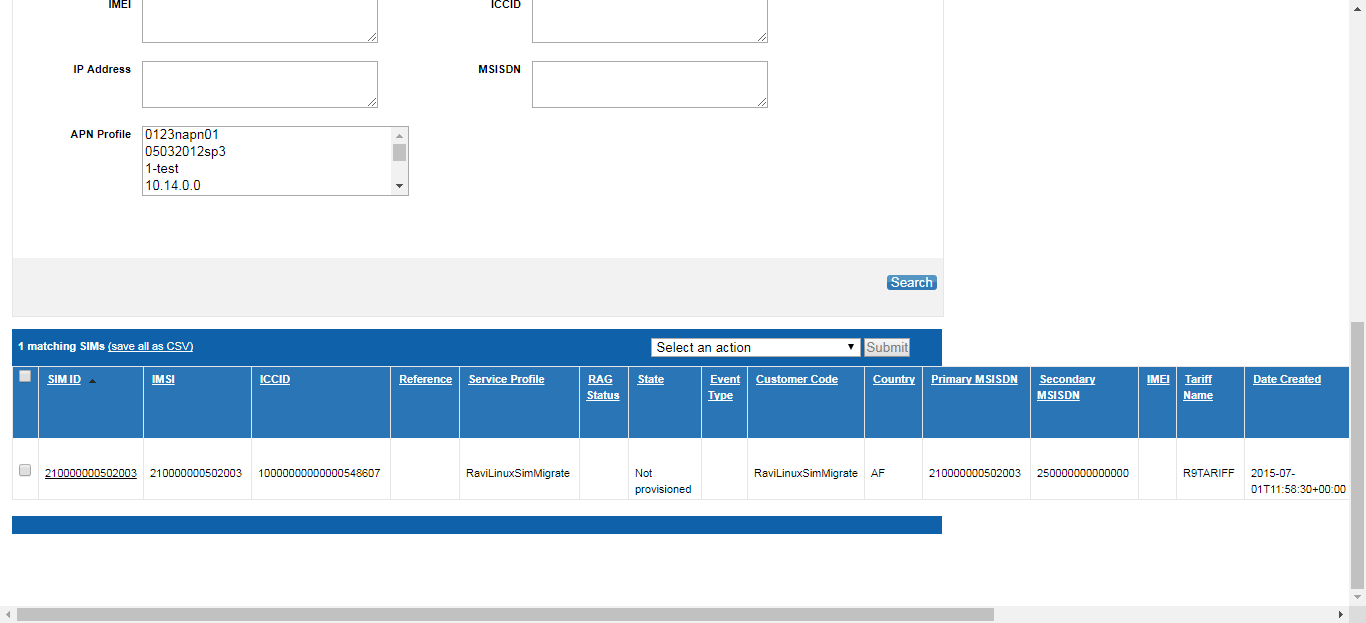 IMEI ICCID
IP Address MSISDN
APN Profile
0123napn01
05032012sp3
1-test
10.14.0.0
Search
1 matching SIMs (save all as CSV) Select an action Submit
SIM ID IMSI ICCID Reference Service Profile RAG State Event Customer Code Country Primary MSISDN Secondary IMEI Tariff Date Created
Status Type MSISDN Name
210000000502003 210000000502003 10000000000000548607 RaviLinuxSimMigrate Not RaviLinuxSimMigrate AF 210000000502003 250000000000000 R9TARIFF 2015-07-
provisioned 01T11:58:30+00:00